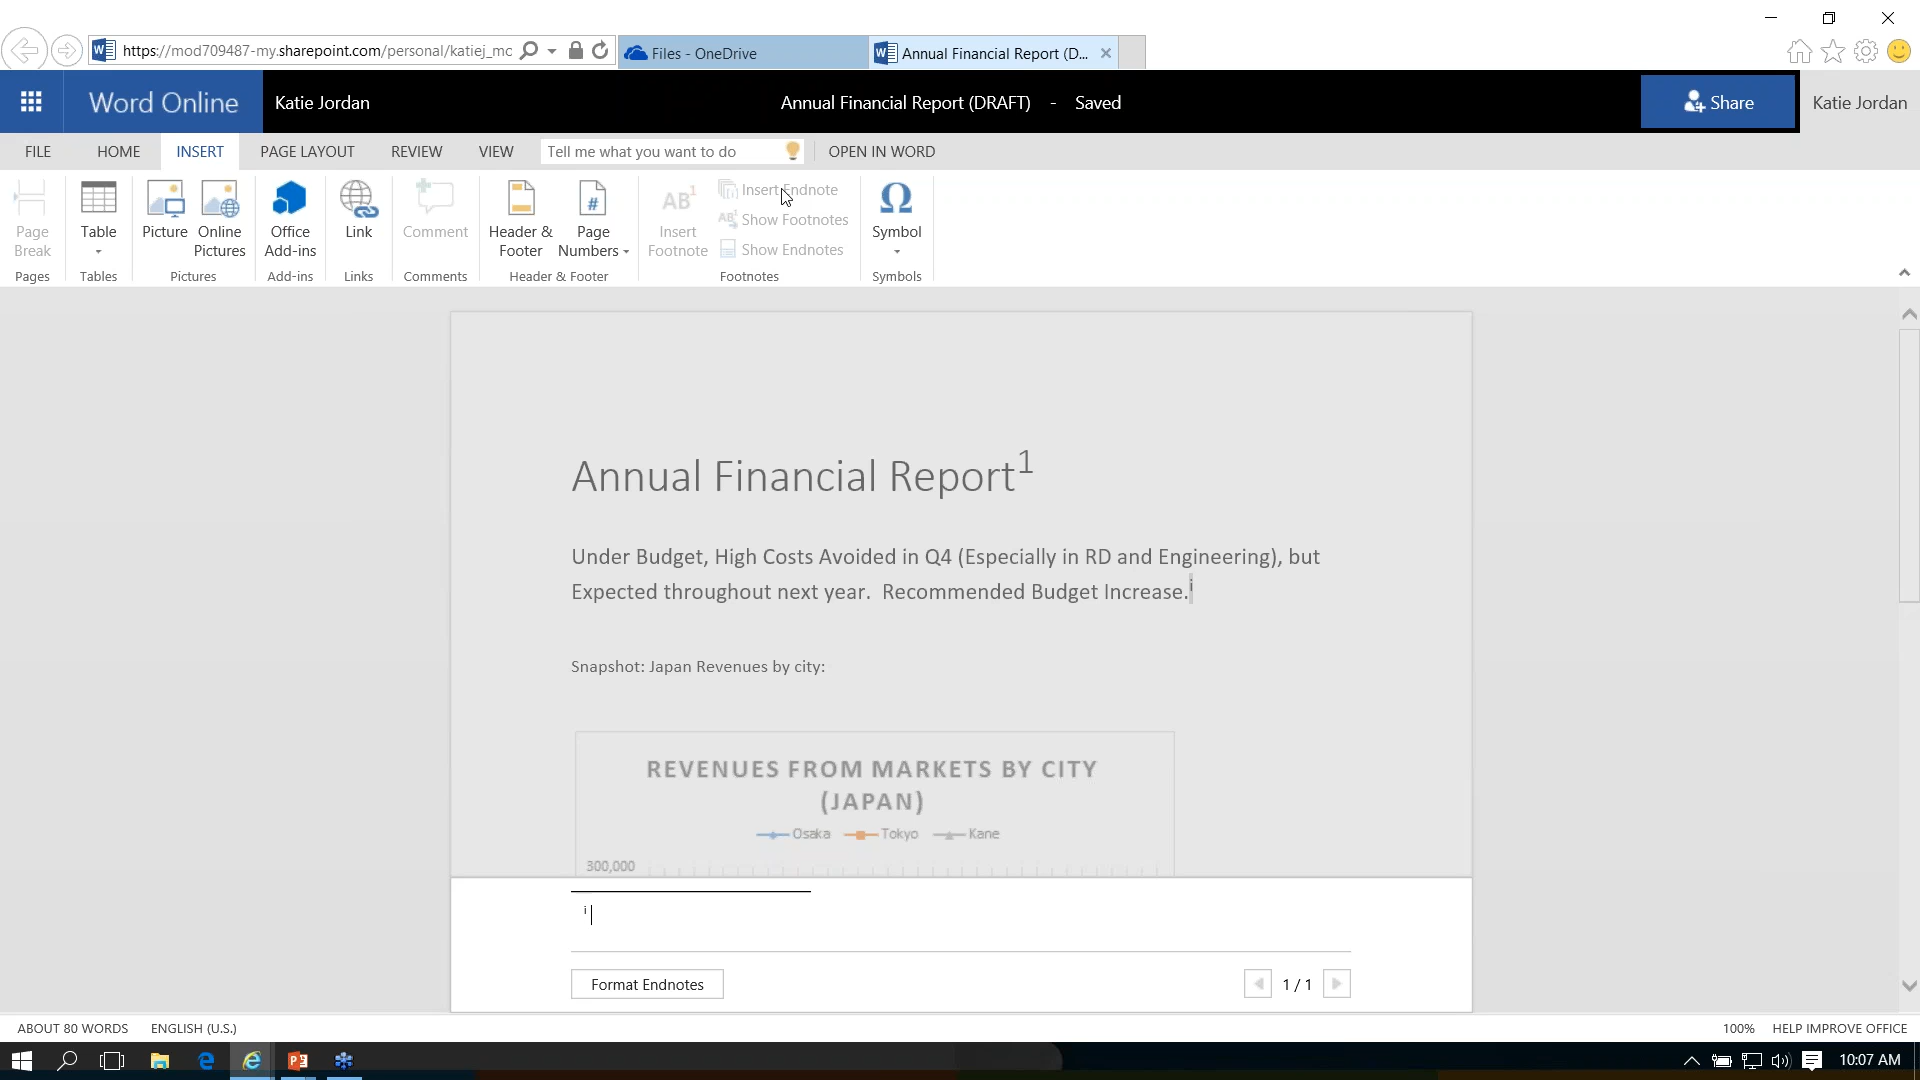 https://mod709487-my.sharepoint.com/personal/katiej_mc
Files - OneDrive
Annual Financial Report (D...
Word Online
Katie Jordan
Annual Financial Report (DRAFT) - Saved
Share
Katie Jordan
FILE
HOME
INSERT
PAGE LAYOUT
REVIEW
VIEW
Tell me what you want to do
OPEN IN WORD
Page Break
Table
Picture
Online Pictures
Office Add-ins
Link
Comment
Header & Footer
Page Numbers
AB1
Insert Footnote
Insert Endnote
Show Footnotes
Show Endnotes
Ω
Symbol
Pages
Tables
Pictures
Add-ins
Links
Comments
Header & Footer
Footnotes
Symbols
Annual Financial Report1
Under Budget, High Costs Avoided in Q4 (Especially in RD and Engineering), but
Expected throughout next year. Recommended Budget Increase.i
Snapshot: Japan Revenues by city:
REVENUES FROM MARKETS BY CITY
(JAPAN)
Osaka Tokyo Kane
300,000
i
Format Endnotes
1 / 1
ABOUT 80 WORDS
ENGLISH (U.S.)
100%
HELP IMPROVE OFFICE
10:07 AM